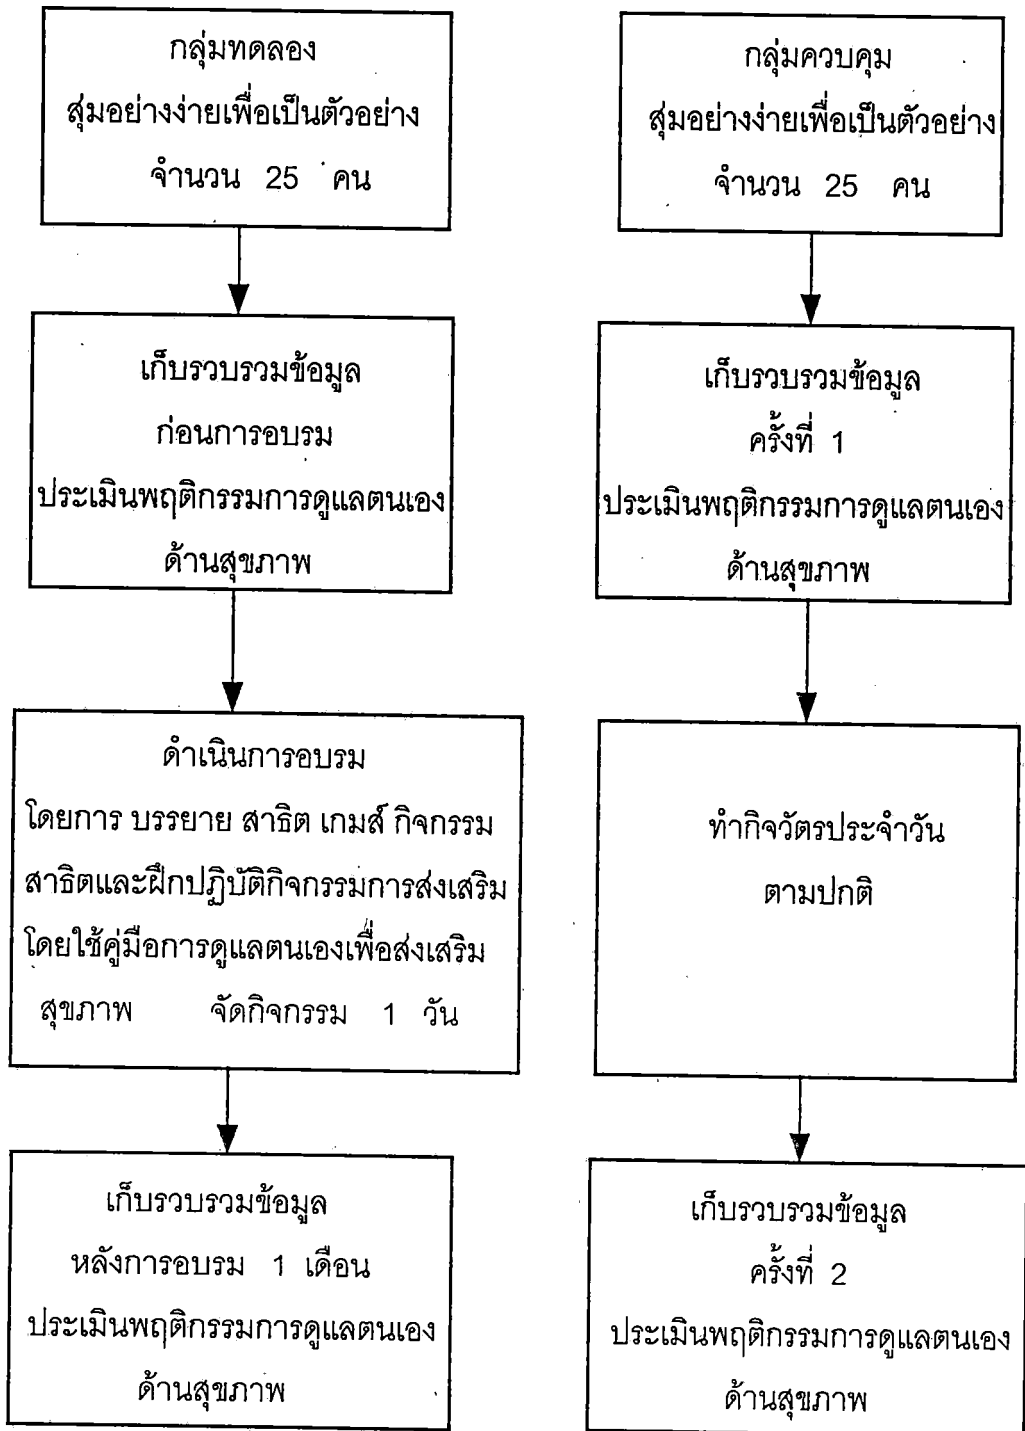 กลุ่มทดลอง
สุ่มอย่างง่ายเพื่อเป็นตัวอย่าง
จำนวน 25 คน
เก็บรวบรวมข้อมูล
ก่อนการอบรม
ประเมินพฤติกรรมการดูแลตนเอง
ด้านสุขภาพ
ดำเนินการอบรม
โดยการ บรรยาย สาธิต เกมส์ กิจกรรม
สาธิตและฝึกปฏิบัติกิจกรรมการส่งเสริม
โดยใช้คู่มือการดูแลตนเองเพื่อส่งเสริม
สุขภาพ จัดกิจกรรม 1 วัน
เก็บรวบรวมข้อมูล
หลังการอบรม 1 เดือน
ประเมินพฤติกรรมการดูแลตนเอง
ด้านสุขภาพ
กลุ่มควบคุม
สุ่มอย่างง่ายเพื่อเป็นตัวอย่าง
จำนวน 25 คน
เก็บรวบรวมข้อมูล
ครั้งที่ 1
ประเมินพฤติกรรมการดูแลตนเอง
ด้านสุขภาพ
ทำกิจวัตรประจำวัน
ตามปกติ
เก็บรวบรวมข้อมูล
ครั้งที่ 2
ประเมินพฤติกรรมการดูแลตนเอง
ด้านสุขภาพ